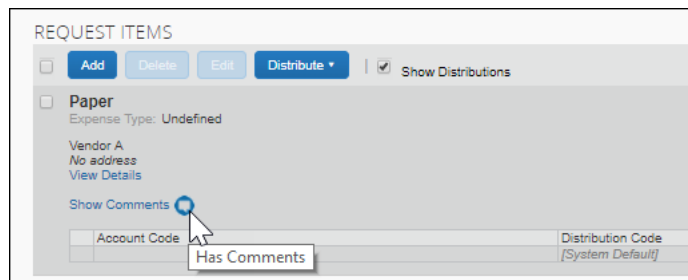 REQUEST ITEMS
Add Delete Edit Distribute Show Distributions
Paper
Expense Type: Undefined
Vendor A
No address
View Details
Show Comments
Account Code Distribution Code
Has Comments [System Default]